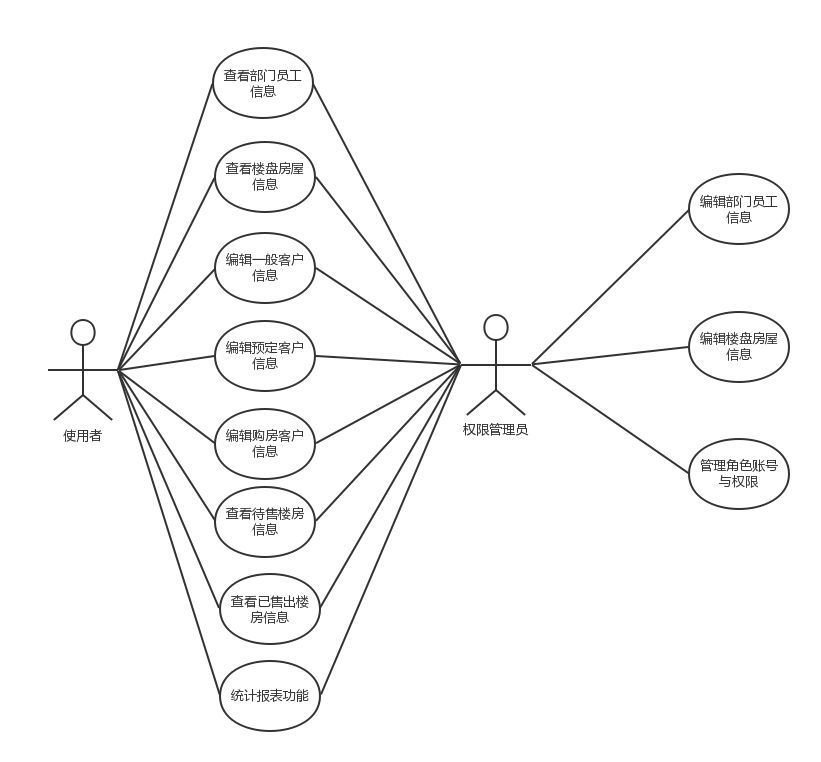 查看部门员工
信息
查看楼盘房屋
信息
编辑一般客户
信息
编辑预定客户
信息
编辑购房客户
信息
查看待售楼房
信息
查看已售出楼
房信息
统计报表功能
使用者
权限管理员
编辑部门员工
信息
编辑楼盘房屋
信息
管理角色账号
与权限